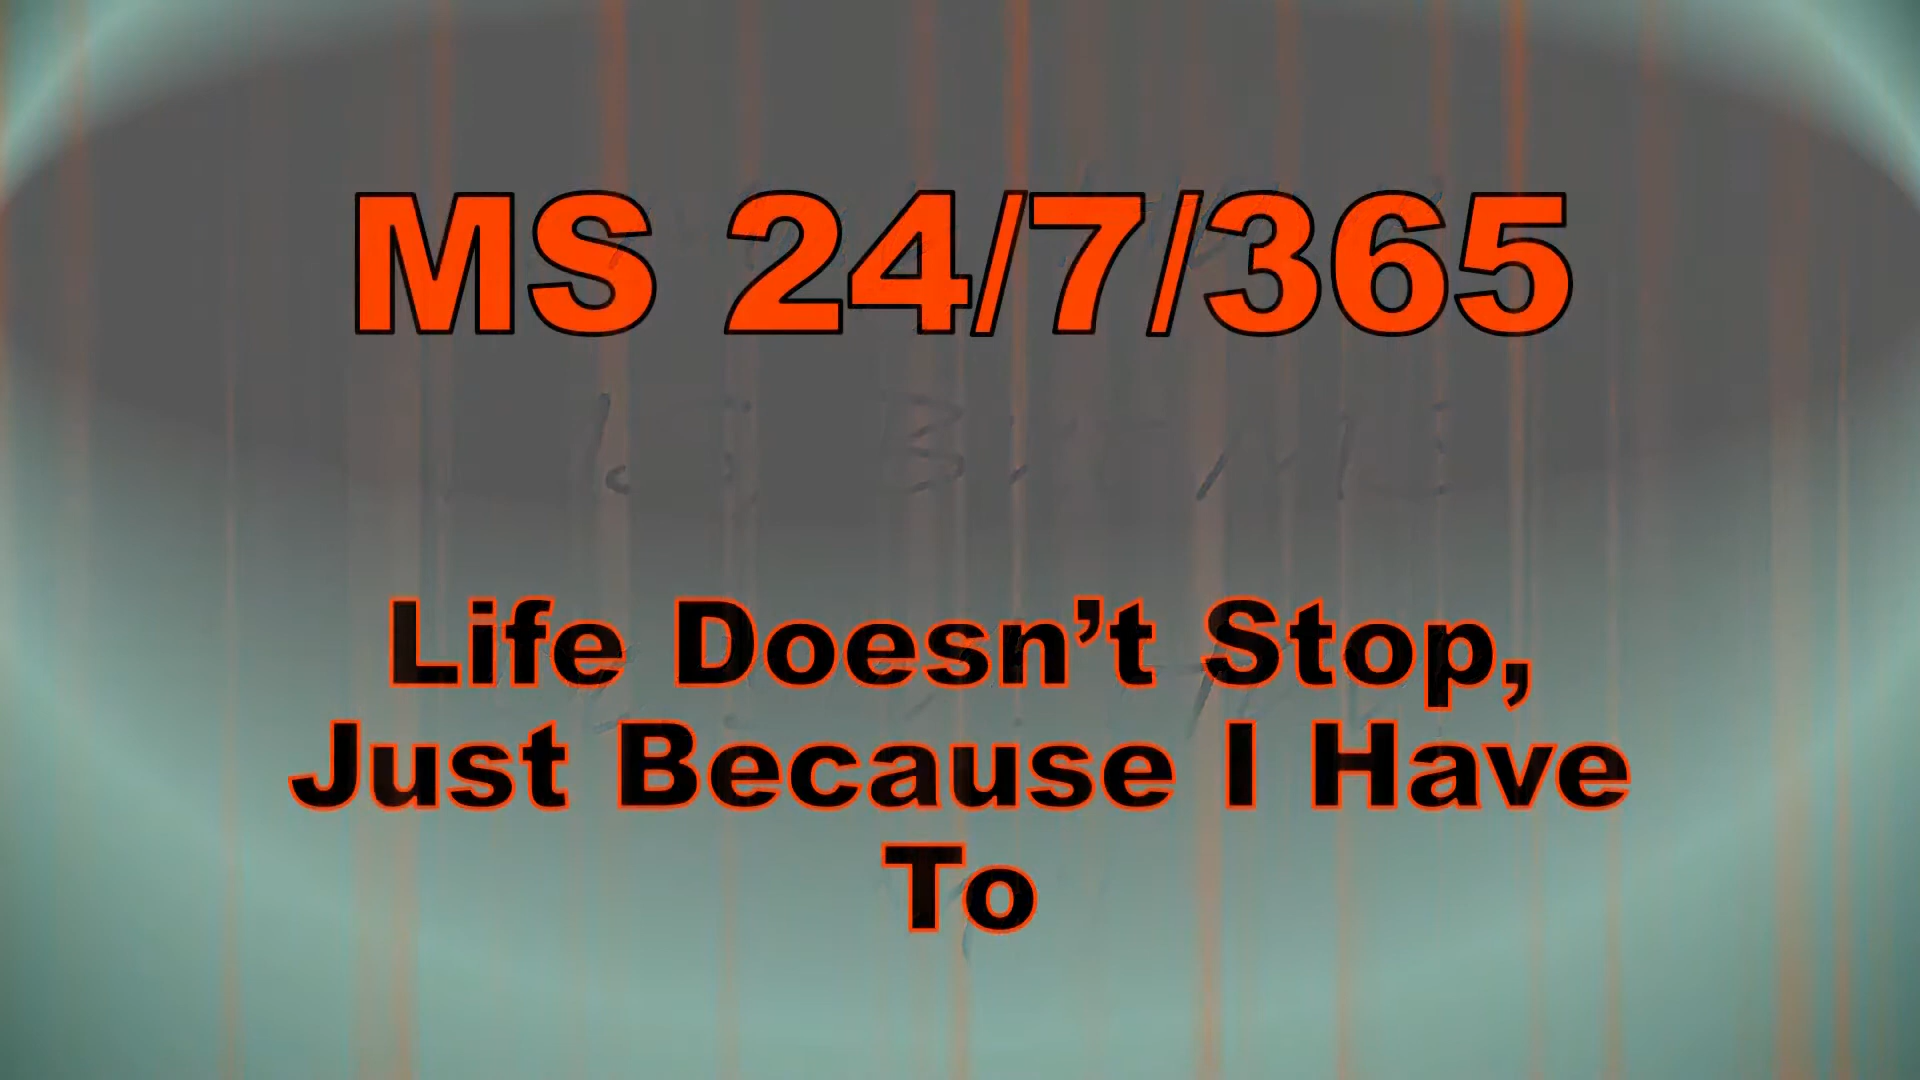 MS 24/7/365
Life Doesn’t Stop,
Just Because I Have
To